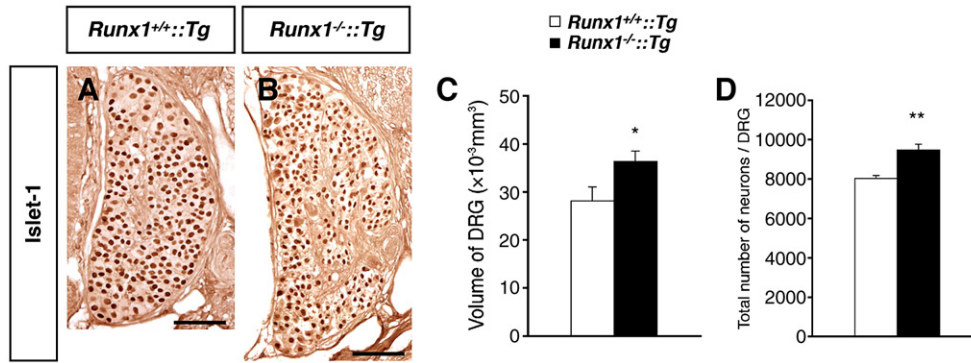 Runx1+/+::Tg
Runx1-/-::Tg
Islet-1
A
B
Runx1+/+::Tg
Runx1-/-::Tg
C
Volume of DRG (×10-3mm3)
50
40
30
20
10
0
*
D
Total number of neurons / DRG
12000
10000
8000
6000
4000
2000
0
**